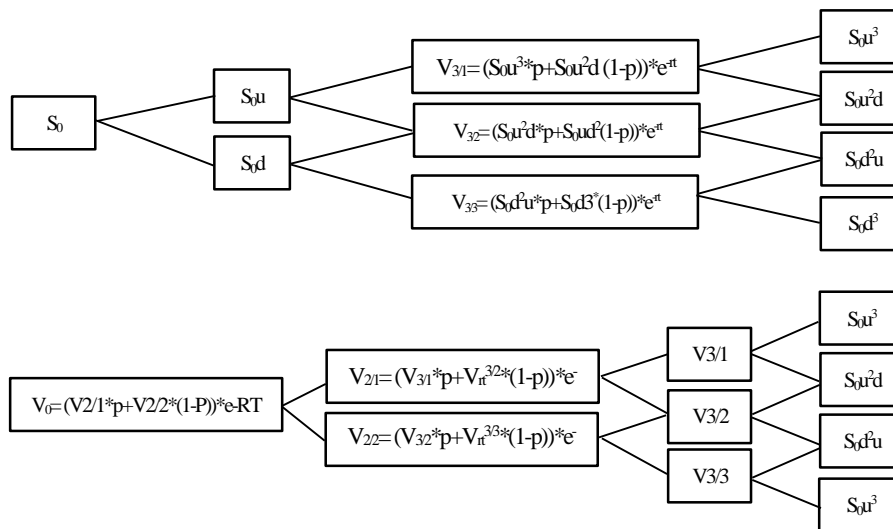 S₀
S₀u
S₀d
V₃/₁= (S₀u³*p+S₀u²d (1-p))*e⁻ʳᵗ
V₃₂= (S₀u²d*p+S₀ud²(1-p))*e⁻ʳᵗ
V₃/₃= (S₀d²u*p+S₀d3*(1-p))*e⁻ʳᵗ
S₀u³
S₀u²d
S₀d²u
S₀d³
V₀= (V2/1*p+V2/2*(1-P))*e-RT
V₂/₁= (V₃/₁*p+Vᵣₜ³/²*(1-p))*e⁻
V₂/₂= (V₃₂*p+Vᵣₜ³/³*(1-p))*e⁻
V3/1
V3/2
V3/3
S₀u³
S₀u²d
S₀d²u
S₀u³